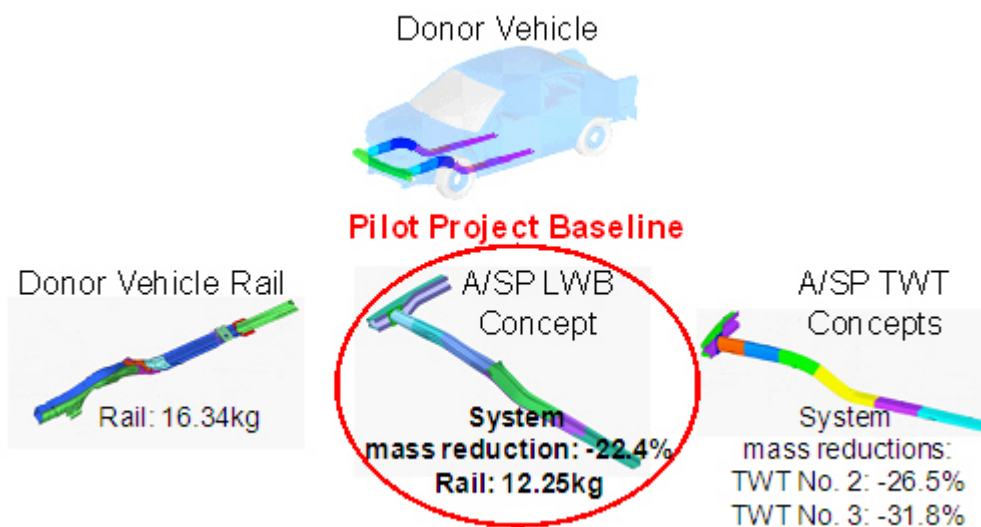 Donor Vehicle
Pilot Project Baseline
Donor Vehicle Rail
Rail: 16.34kg
A/SP LWB
Concept
System
mass reduction: -22.4%
Rail: 12.25kg
A/SP TWT
Concepts
System
mass reductions:
TWT No. 2: -26.5%
TWT No. 3: -31.8%